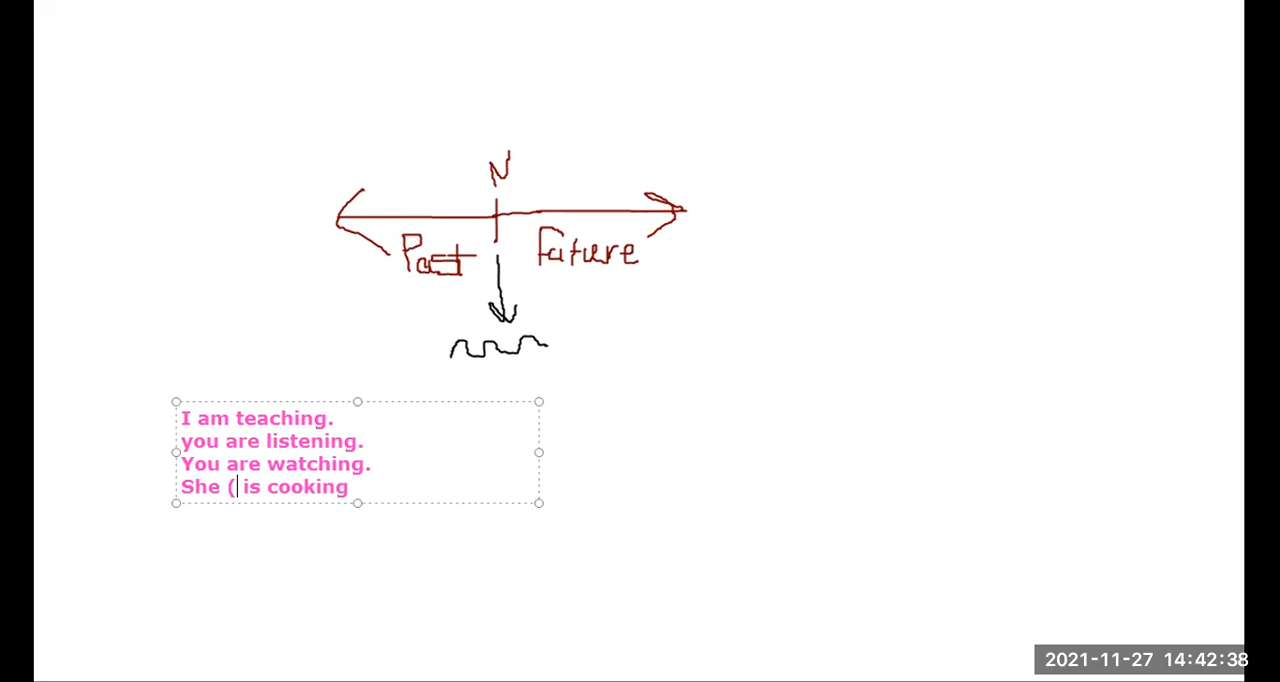 N
Past Future
I am teaching.
you are listening.
You are watching.
She ( is cooking
2021-11-27 14:42:38